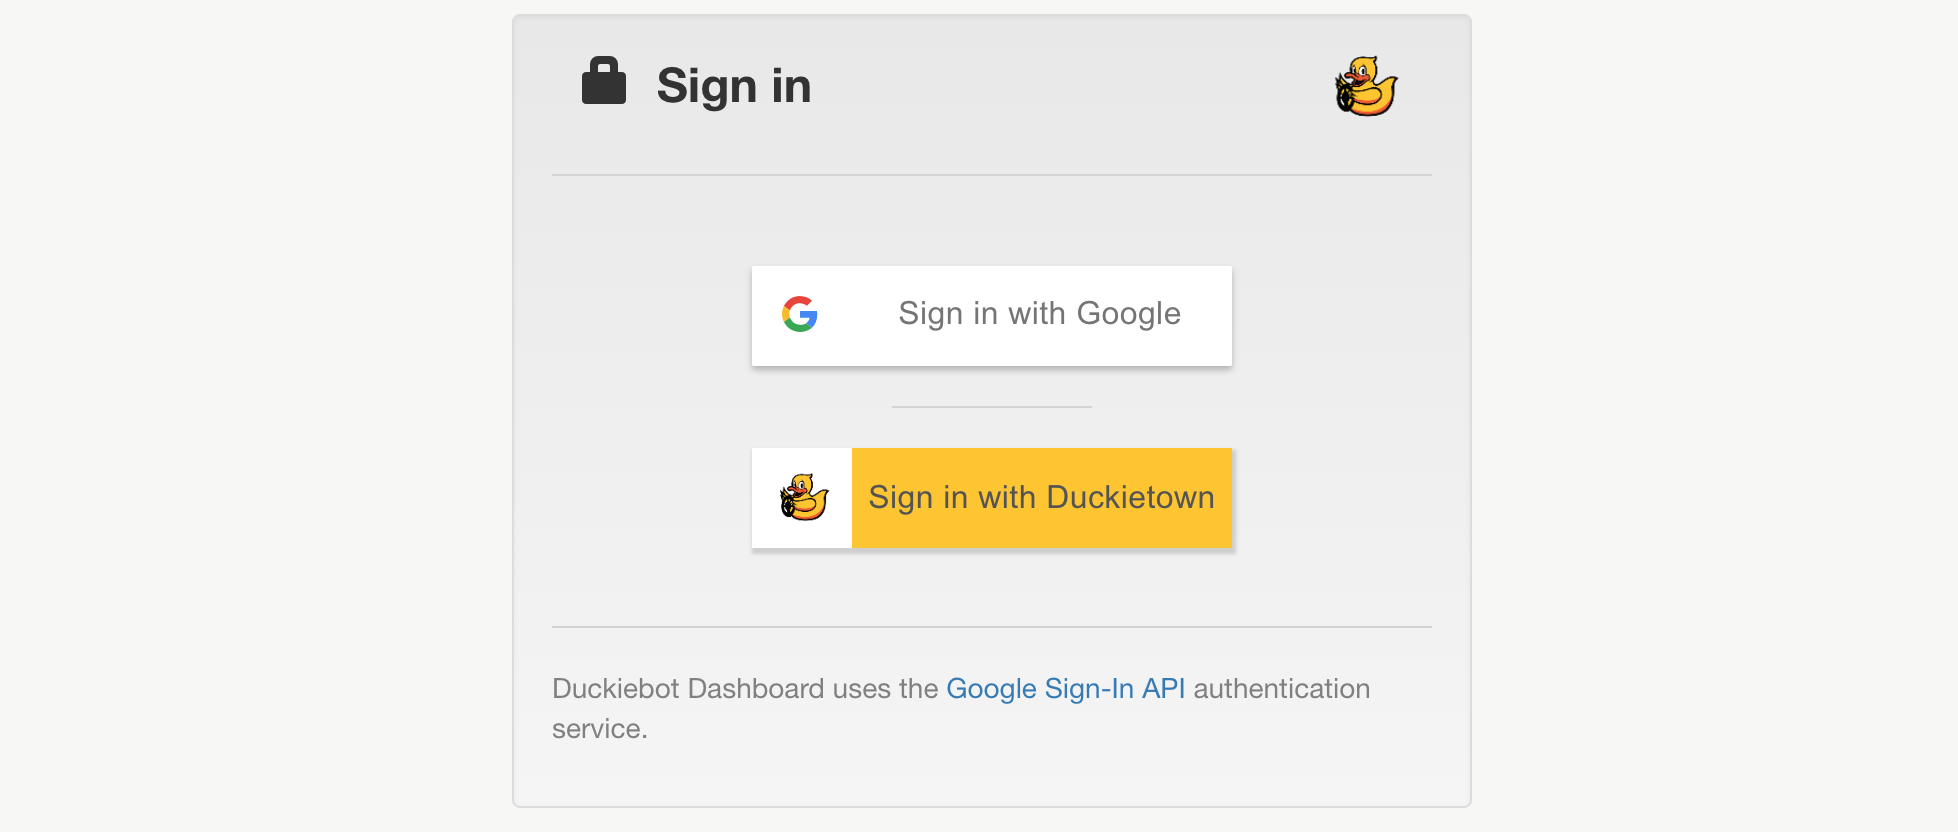 Sign in
Sign in with Google
Sign in with Duckietown
Duckiebot Dashboard uses the Google Sign-In API authentication
service.